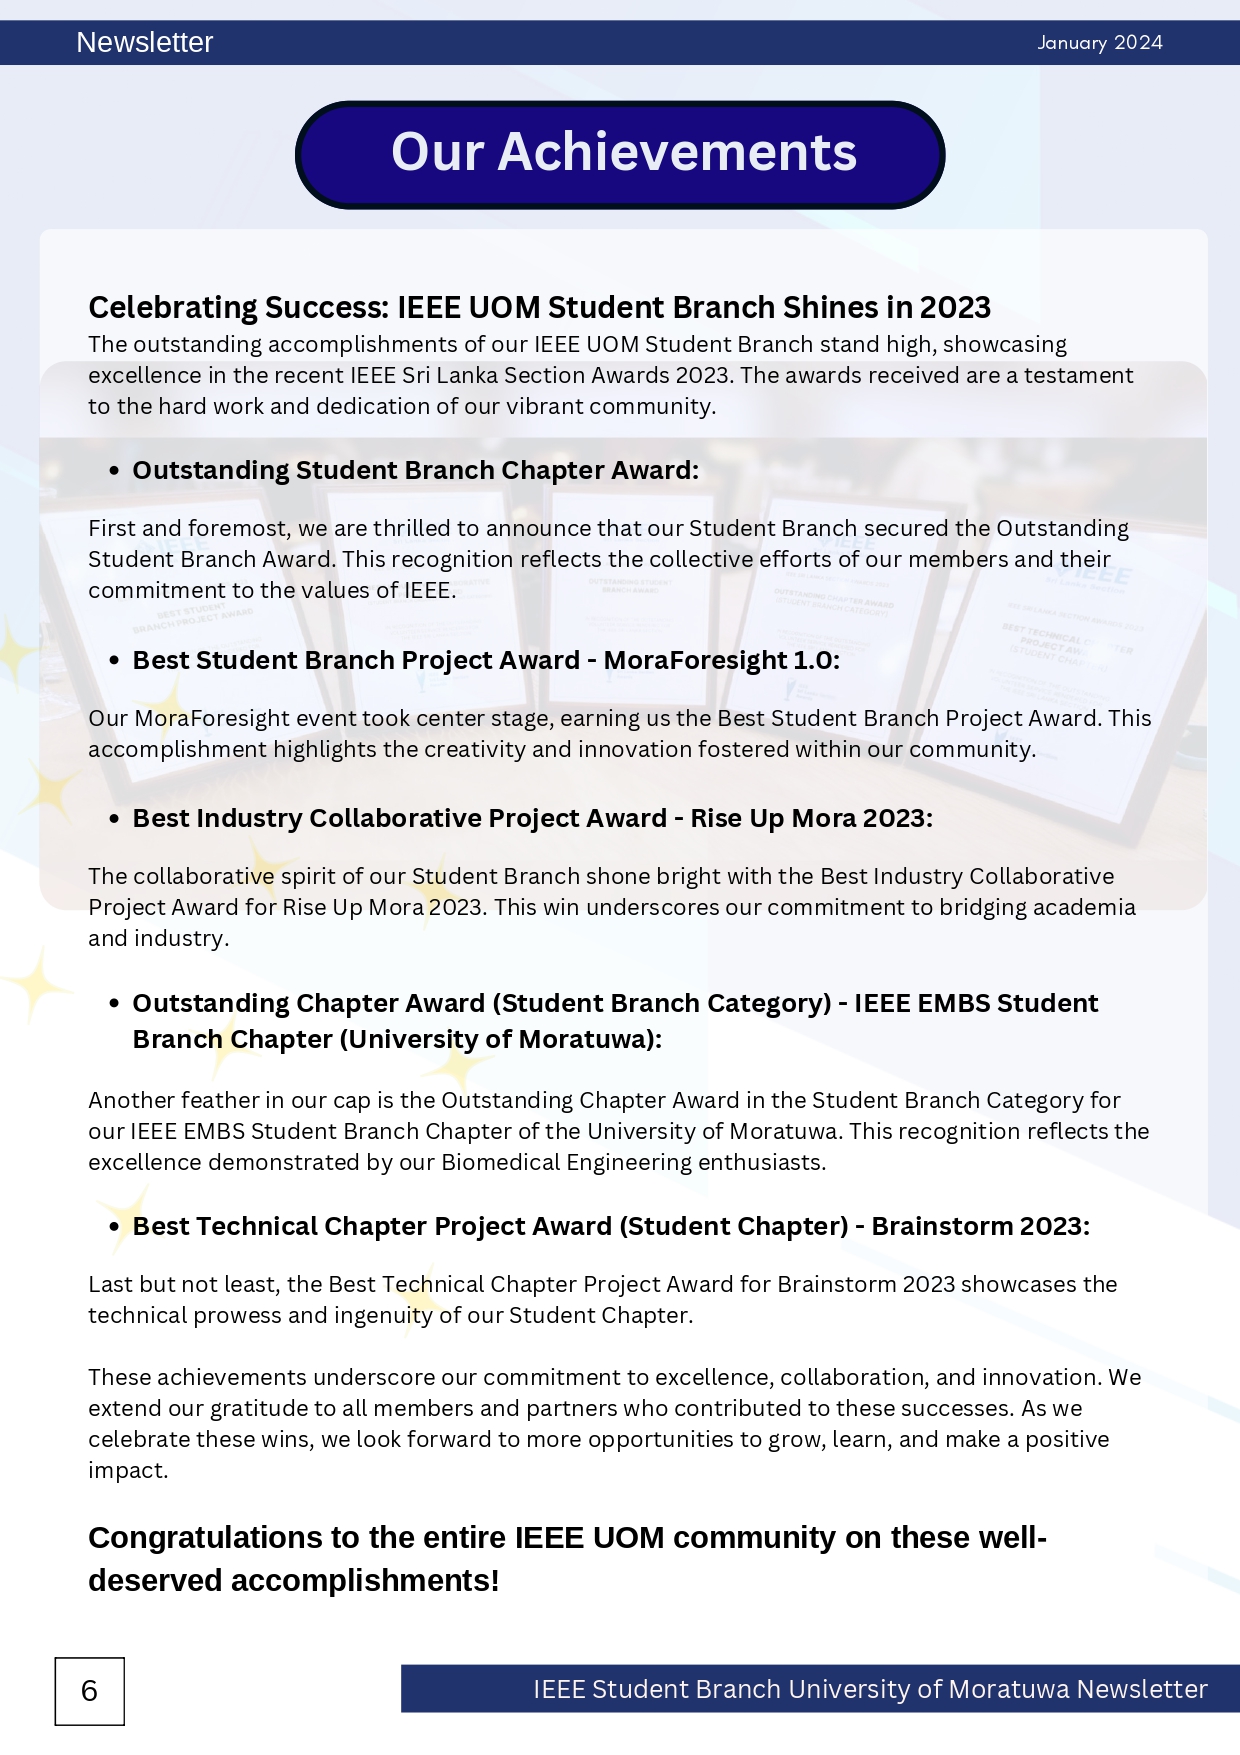 Newsletter
January 2024
Our Achievements
Celebrating Success: IEEE UOM Student Branch Shines in 2023
The outstanding accomplishments of our IEEE UOM Student Branch stand high, showcasing
excellence in the recent IEEE Sri Lanka Section Awards 2023. The awards received are a testament
to the hard work and dedication of our vibrant community.
• Outstanding Student Branch Chapter Award:
First and foremost, we are thrilled to announce that our Student Branch secured the Outstanding
Student Branch Award. This recognition reflects the collective efforts of our members and their
commitment to the values of IEEE.
• Best Student Branch Project Award - MoraForesight 1.0:
Our MoraForesight event took center stage, earning us the Best Student Branch Project Award. This
accomplishment highlights the creativity and innovation fostered within our community.
• Best Industry Collaborative Project Award - Rise Up Mora 2023:
The collaborative spirit of our Student Branch shone bright with the Best Industry Collaborative
Project Award for Rise Up Mora 2023. This win underscores our commitment to bridging academia
and industry.
• Outstanding Chapter Award (Student Branch Category) - IEEE EMBS Student
Branch Chapter (University of Moratuwa):
Another feather in our cap is the Outstanding Chapter Award in the Student Branch Category for
our IEEE EMBS Student Branch Chapter of the University of Moratuwa. This recognition reflects the
excellence demonstrated by our Biomedical Engineering enthusiasts.
• Best Technical Chapter Project Award (Student Chapter) - Brainstorm 2023:
Last but not least, the Best Technical Chapter Project Award for Brainstorm 2023 showcases the
technical prowess and ingenuity of our Student Chapter.
These achievements underscore our commitment to excellence, collaboration, and innovation. We
extend our gratitude to all members and partners who contributed to these successes. As we
celebrate these wins, we look forward to more opportunities to grow, learn, and make a positive
impact.
Congratulations to the entire IEEE UOM community on these well-
deserved accomplishments!
6
IEEE Student Branch University of Moratuwa Newsletter